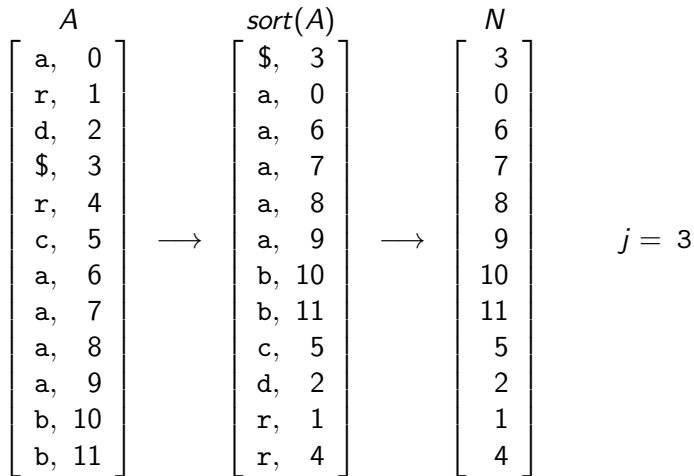 A sort(A) N
a, 0 $, 3 3
r, 1 a, 0 0
d, 2 a, 6 6
$, 3 a, 7 7
r, 4 a, 8 8
c, 5 ⟶ a, 9 ⟶ 9 j = 3
a, 6 b, 10 10
a, 7 b, 11 11
a, 8 c, 5 5
a, 9 d, 2 2
b, 10 r, 1 1
b, 11 r, 4 4